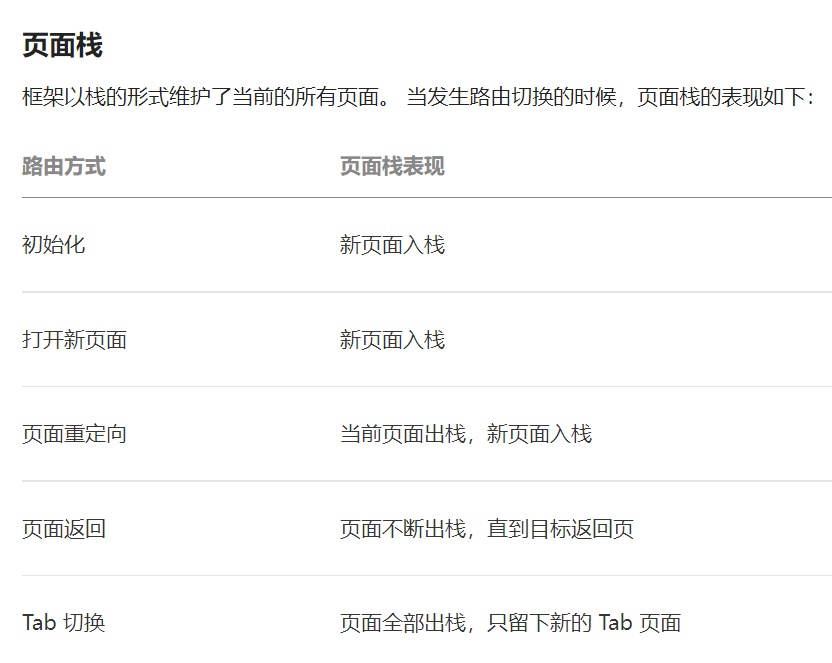 页面栈
框架以栈的形式维护了当前的所有页面。 当发生路由切换的时候，页面栈的表现如下：
路由方式 页面栈表现
初始化 新页面入栈
打开新页面 新页面入栈
页面重定向 当前页面出栈，新页面入栈
页面返回 页面不断出栈，直到目标返回页
Tab 切换 页面全部出栈，只留下新的 Tab 页面